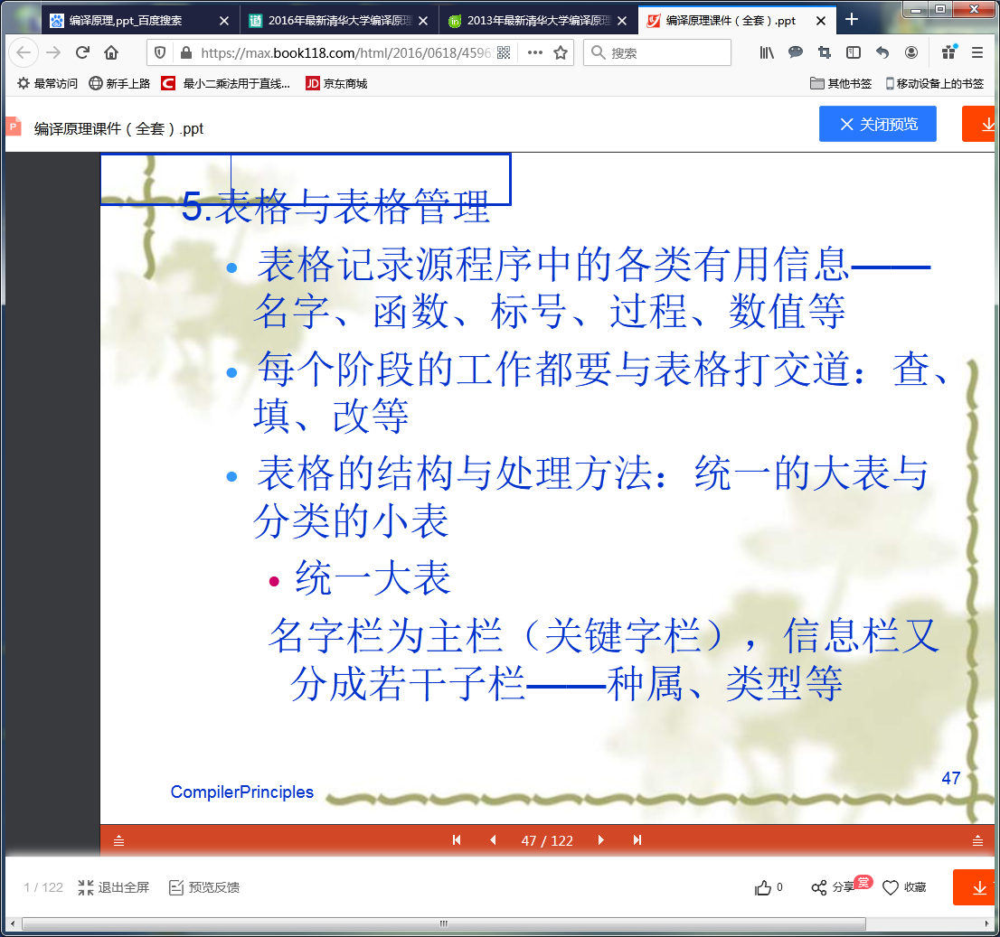 编译原理.ppt_百度搜索
2016年最新清华大学编译原理
2013年最新清华大学编译原理
编译原理课件（全套）.ppt
https://max.book118.com/html/2016/0618/4596
搜索
最常访问
新手上路
最小二乘法用于直线...
JD 京东商城
其他书签
移动设备上的书签
P
编译原理课件（全套）.ppt
关闭预览
5.表格与表格管理
• 表格记录源程序中的各类有用信息——
名字、函数、标号、过程、数值等
• 每个阶段的工作都要与表格打交道：查、
填、改等
• 表格的结构与处理方法：统一的大表与
分类的小表
• 统一大表
名字栏为主栏（关键字栏），信息栏又
分成若干子栏——种属、类型等
47
CompilerPrinciples
47 / 122
1 / 122
退出全屏
预览反馈
0
分享
赏
收藏